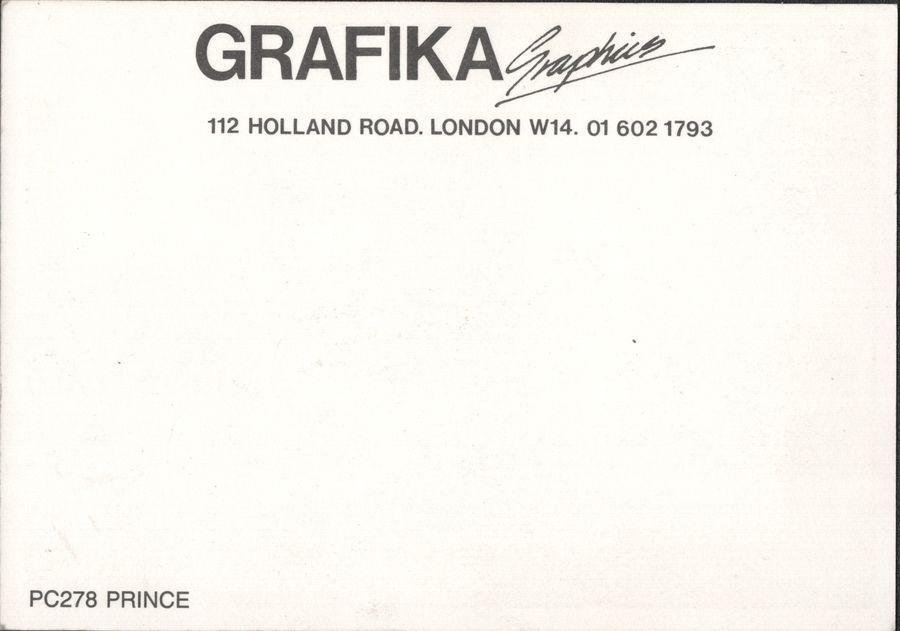 GRAFIKA Graphics
112 HOLLAND ROAD. LONDON W14. 01 602 1793
PC278 PRINCE